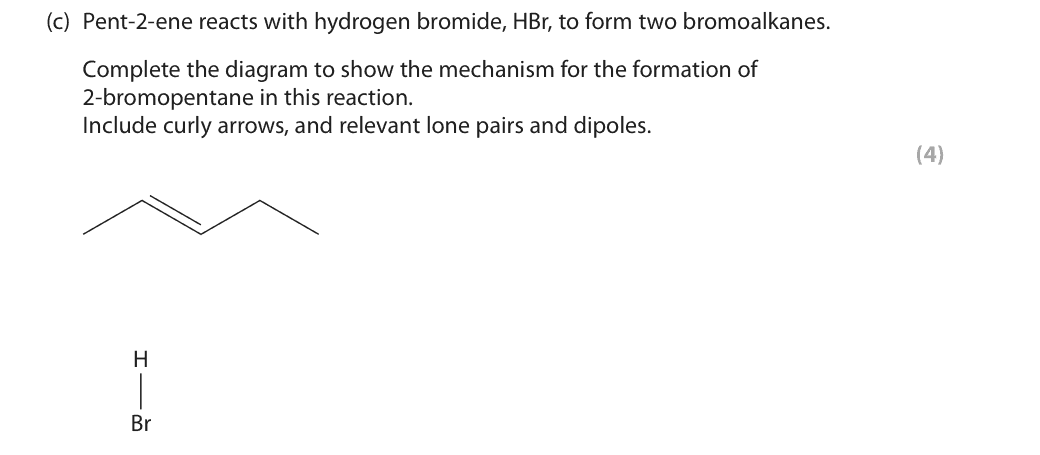 (c) Pent-2-ene reacts with hydrogen bromide, HBr, to form two bromoalkanes.
Complete the diagram to show the mechanism for the formation of
2-bromopentane in this reaction.
Include curly arrows, and relevant lone pairs and dipoles.
(4)
H
Br